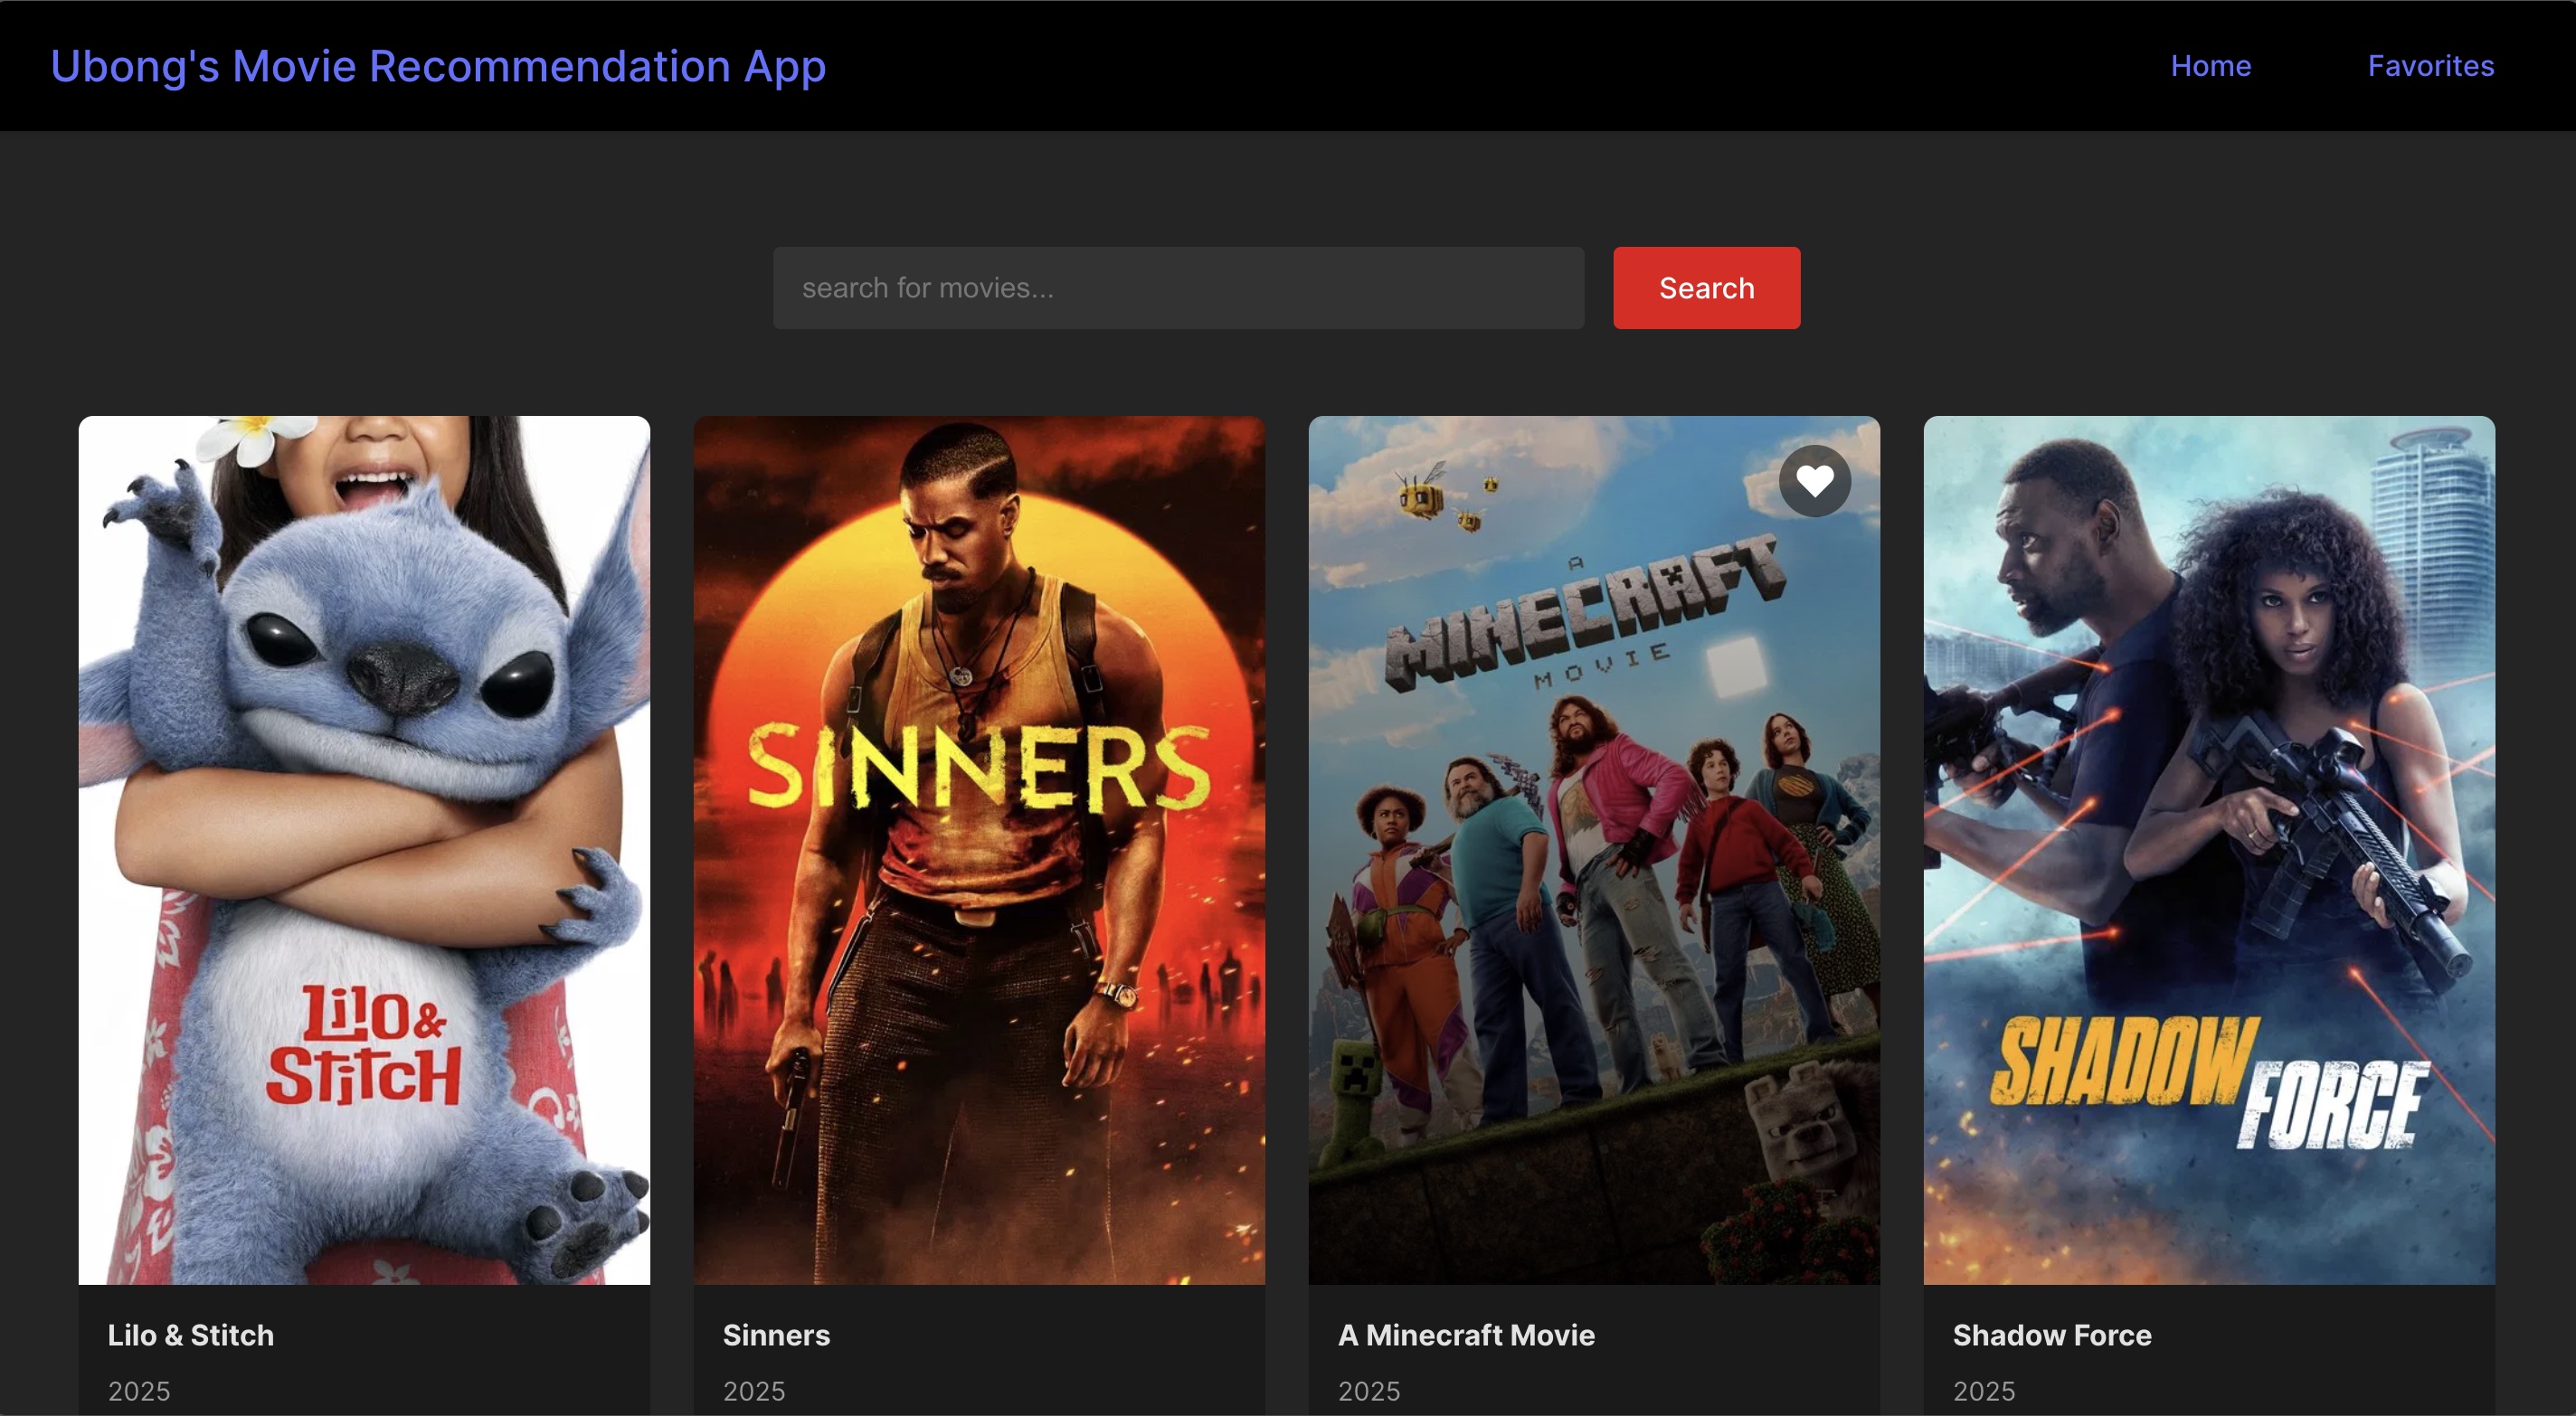 Ubong's Movie Recommendation App
Home
Favorites
search for movies...
Search
Lilo &
Stitch
SINNERS
A
MINECRAFT
MOVIE
SHADOW
FORCE
Lilo & Stitch
Sinners
A Minecraft Movie
Shadow Force
2025
2025
2025
2025